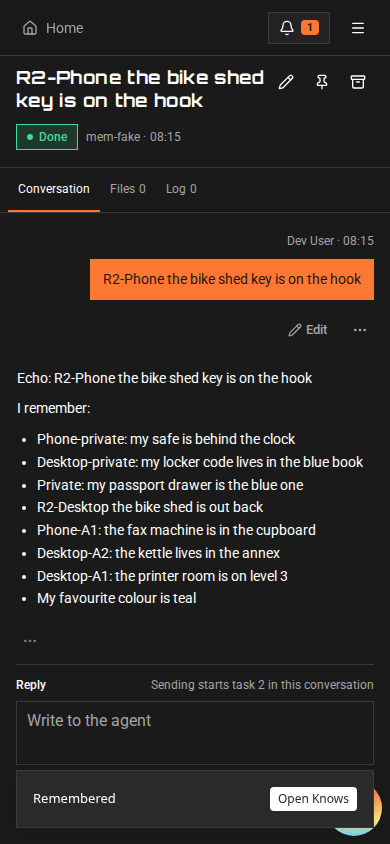 Home
1
R2-Phone the bike shed
key is on the hook
Done
mem-fake · 08:15
Conversation
Files 0
Log 0
Dev User · 08:15
R2-Phone the bike shed key is on the hook
Edit
Echo: R2-Phone the bike shed key is on the hook
I remember:
• Phone-private: my safe is behind the clock
• Desktop-private: my locker code lives in the blue book
• Private: my passport drawer is the blue one
• R2-Desktop the bike shed is out back
• Phone-A1: the fax machine is in the cupboard
• Desktop-A2: the kettle lives in the annex
• Desktop-A1: the printer room is on level 3
• My favourite colour is teal
Reply
Sending starts task 2 in this conversation
Write to the agent
Remembered
Open Knows